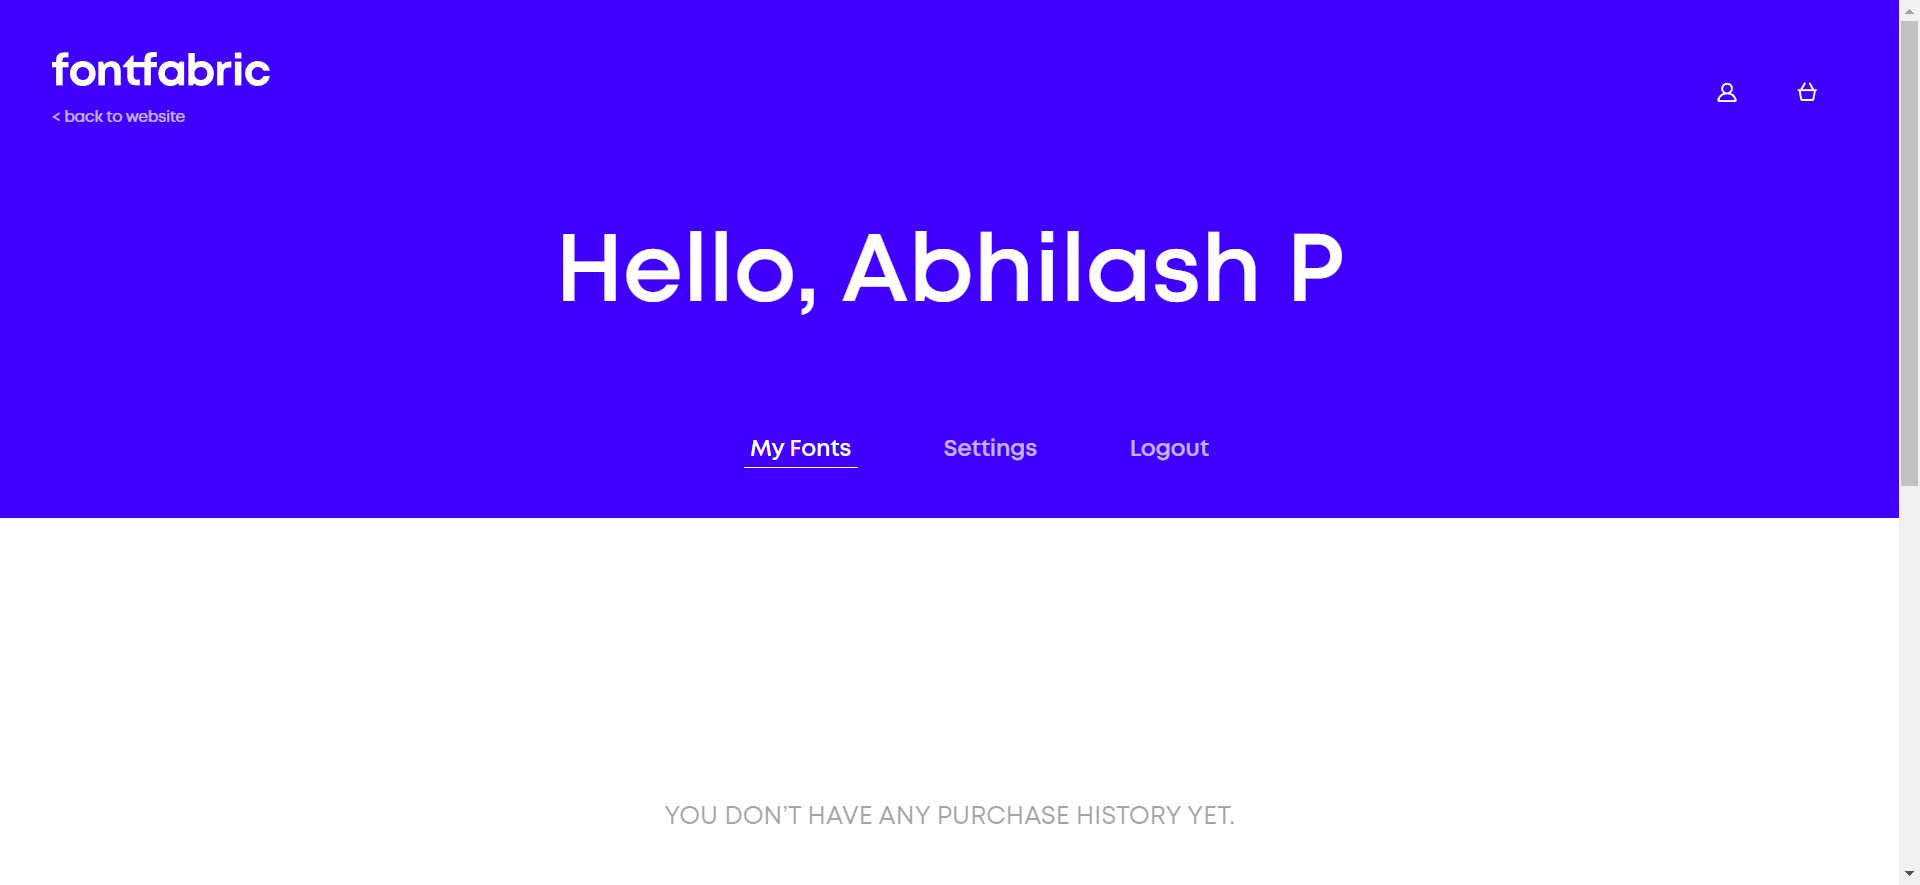 fontfabric
< back to website
Hello, Abhilash P
My Fonts Settings Logout
YOU DON’T HAVE ANY PURCHASE HISTORY YET.